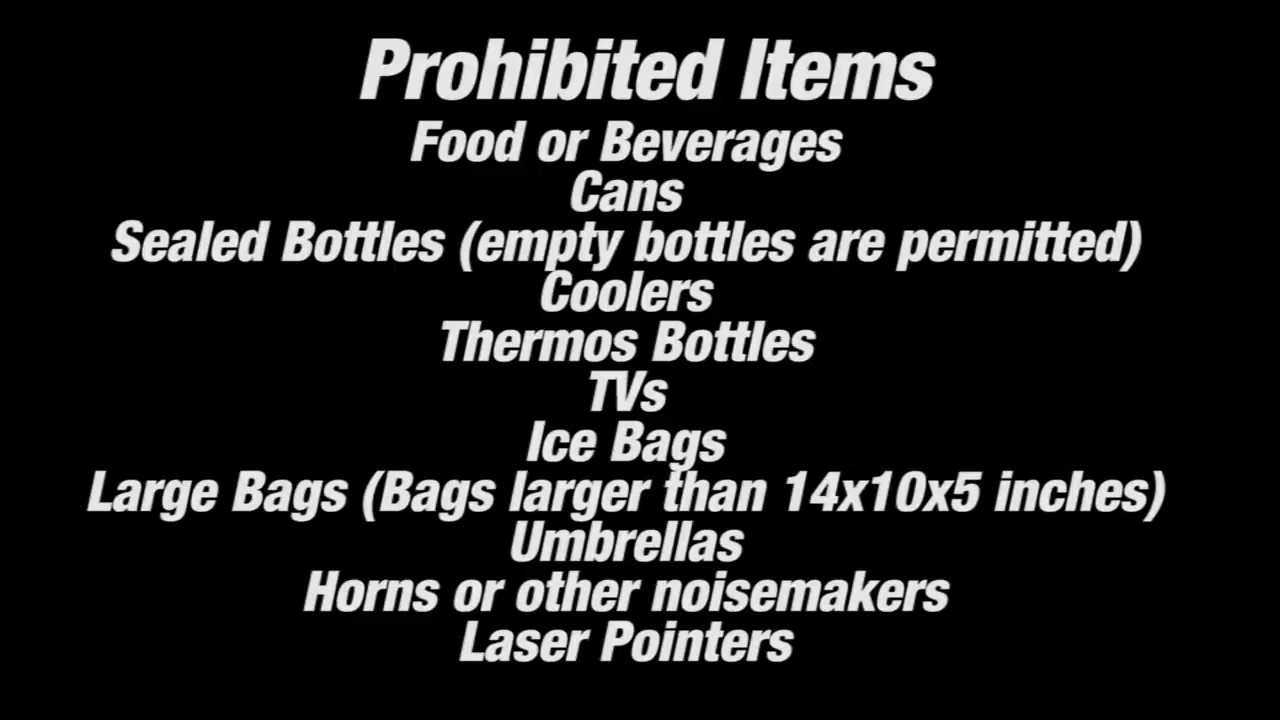 Prohibited Items
Food or Beverages
Cans
Sealed Bottles (empty bottles are permitted)
Coolers
Thermos Bottles
TVs
Ice Bags
Large Bags (Bags larger than 14x10x5 inches)
Umbrellas
Horns or other noisemakers
Laser Pointers